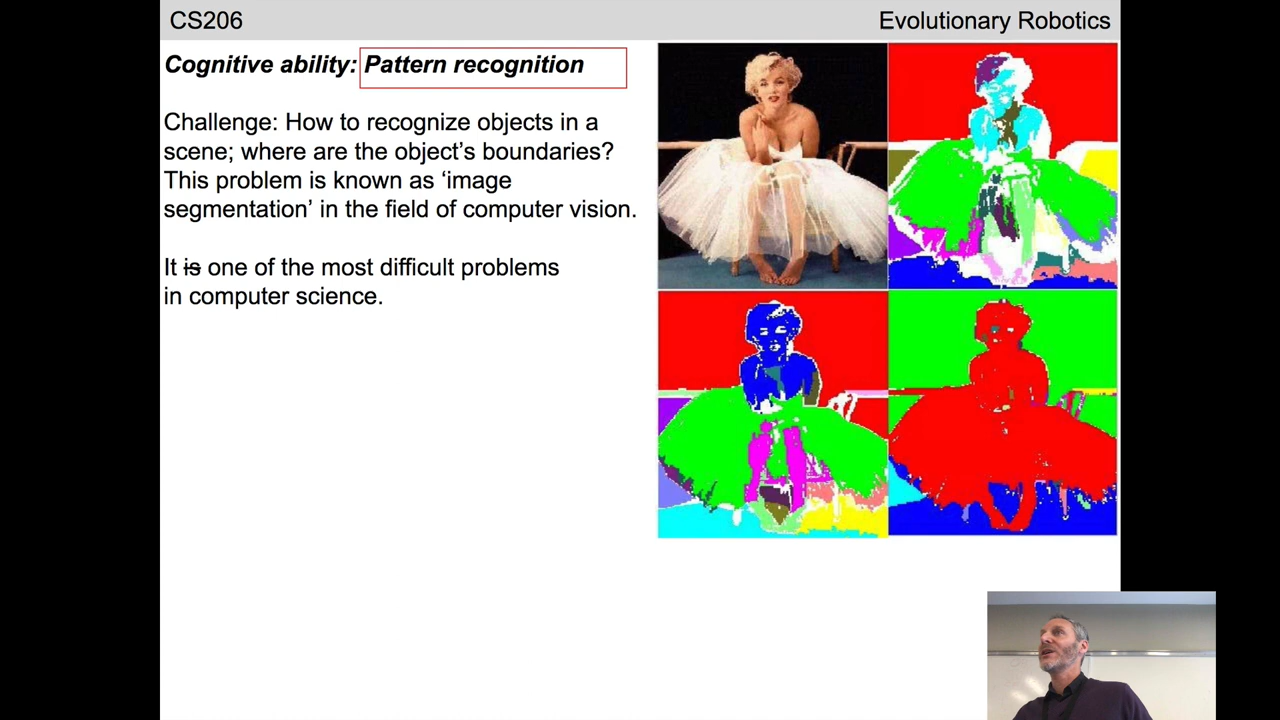 CS206
Evolutionary Robotics
Cognitive ability: Pattern recognition
Challenge: How to recognize objects in a
scene; where are the object’s boundaries?
This problem is known as ‘image
segmentation’ in the field of computer vision.
It is one of the most difficult problems
in computer science.